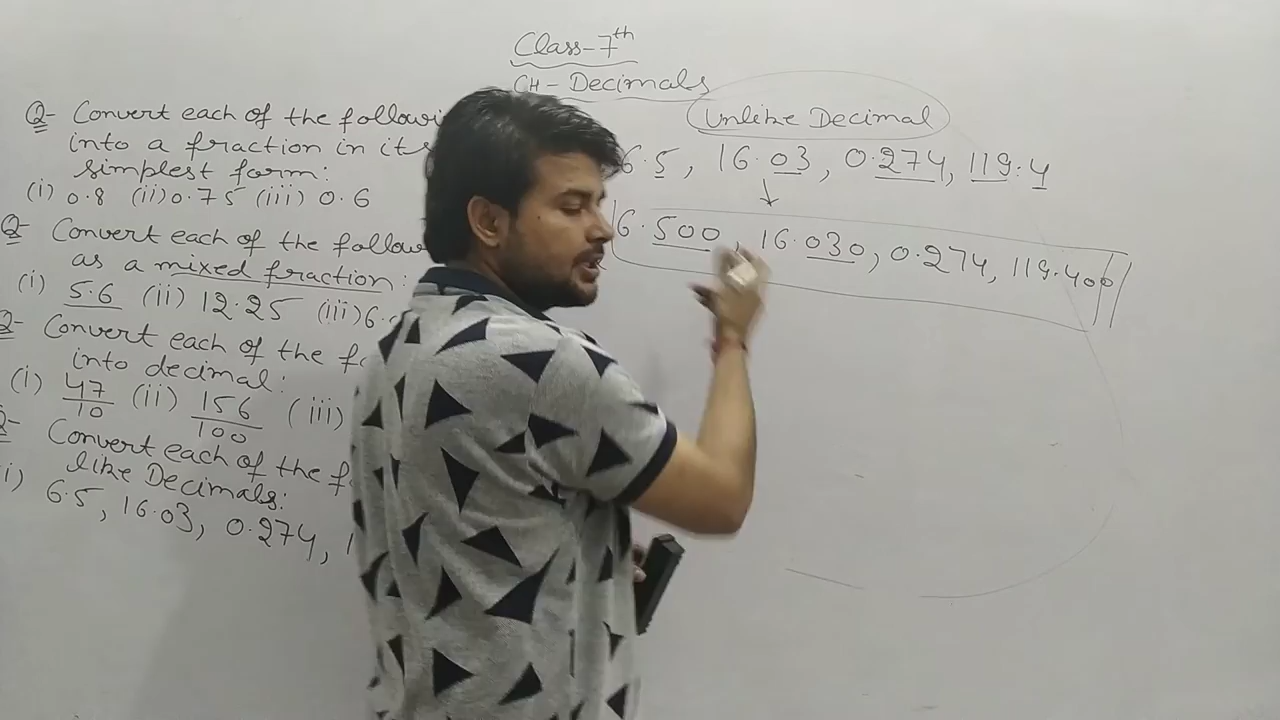 Class-7th
CH- Decimals
Q- Convert each of the
into a fraction in
simplest form:
(i) 0.8 (ii) 0.75 (iii) 0.6
Q- Convert each of the
as a mixed fraction:
(i) 5.6 (ii) 12.25 (iii) 6.
Q- Convert each of the
into decimal:
(i) 47/10 (ii) 156/100 (iii)
Q- Convert each of the
like Decimals:
i) 6.5, 16.03, 0.274, 1
Unlike Decimal
6.5, 16.03, 0.274, 119.4
6.500, 16.030, 0.274, 119.400